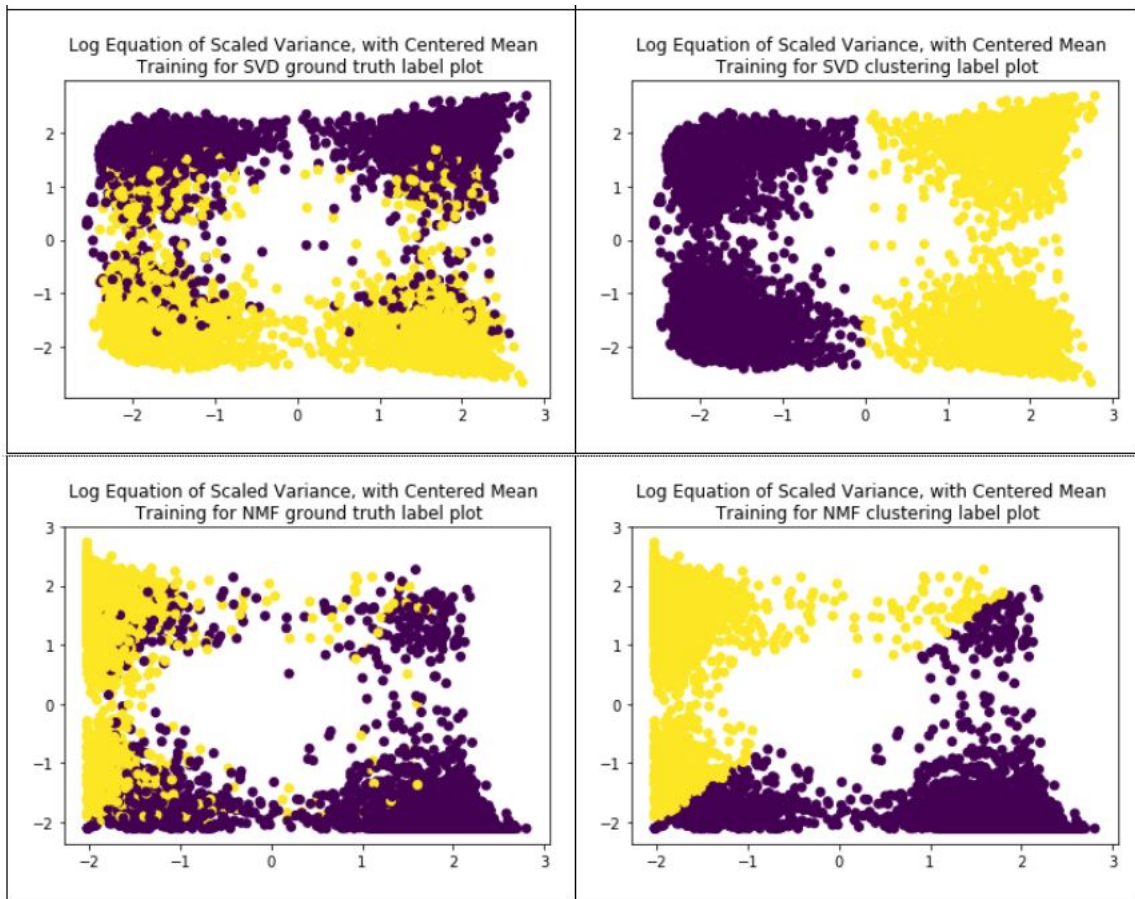 Log Equation of Scaled Variance, with Centered Mean
Training for SVD ground truth label plot
2
1
0
−1
−2
−2 −1 0 1 2 3
Log Equation of Scaled Variance, with Centered Mean
Training for SVD clustering label plot
2
1
0
−1
−2
−2 −1 0 1 2 3
Log Equation of Scaled Variance, with Centered Mean
Training for NMF ground truth label plot
3
2
1
0
−1
−2
−2 −1 0 1 2 3
Log Equation of Scaled Variance, with Centered Mean
Training for NMF clustering label plot
3
2
1
0
−1
−2
−2 −1 0 1 2 3